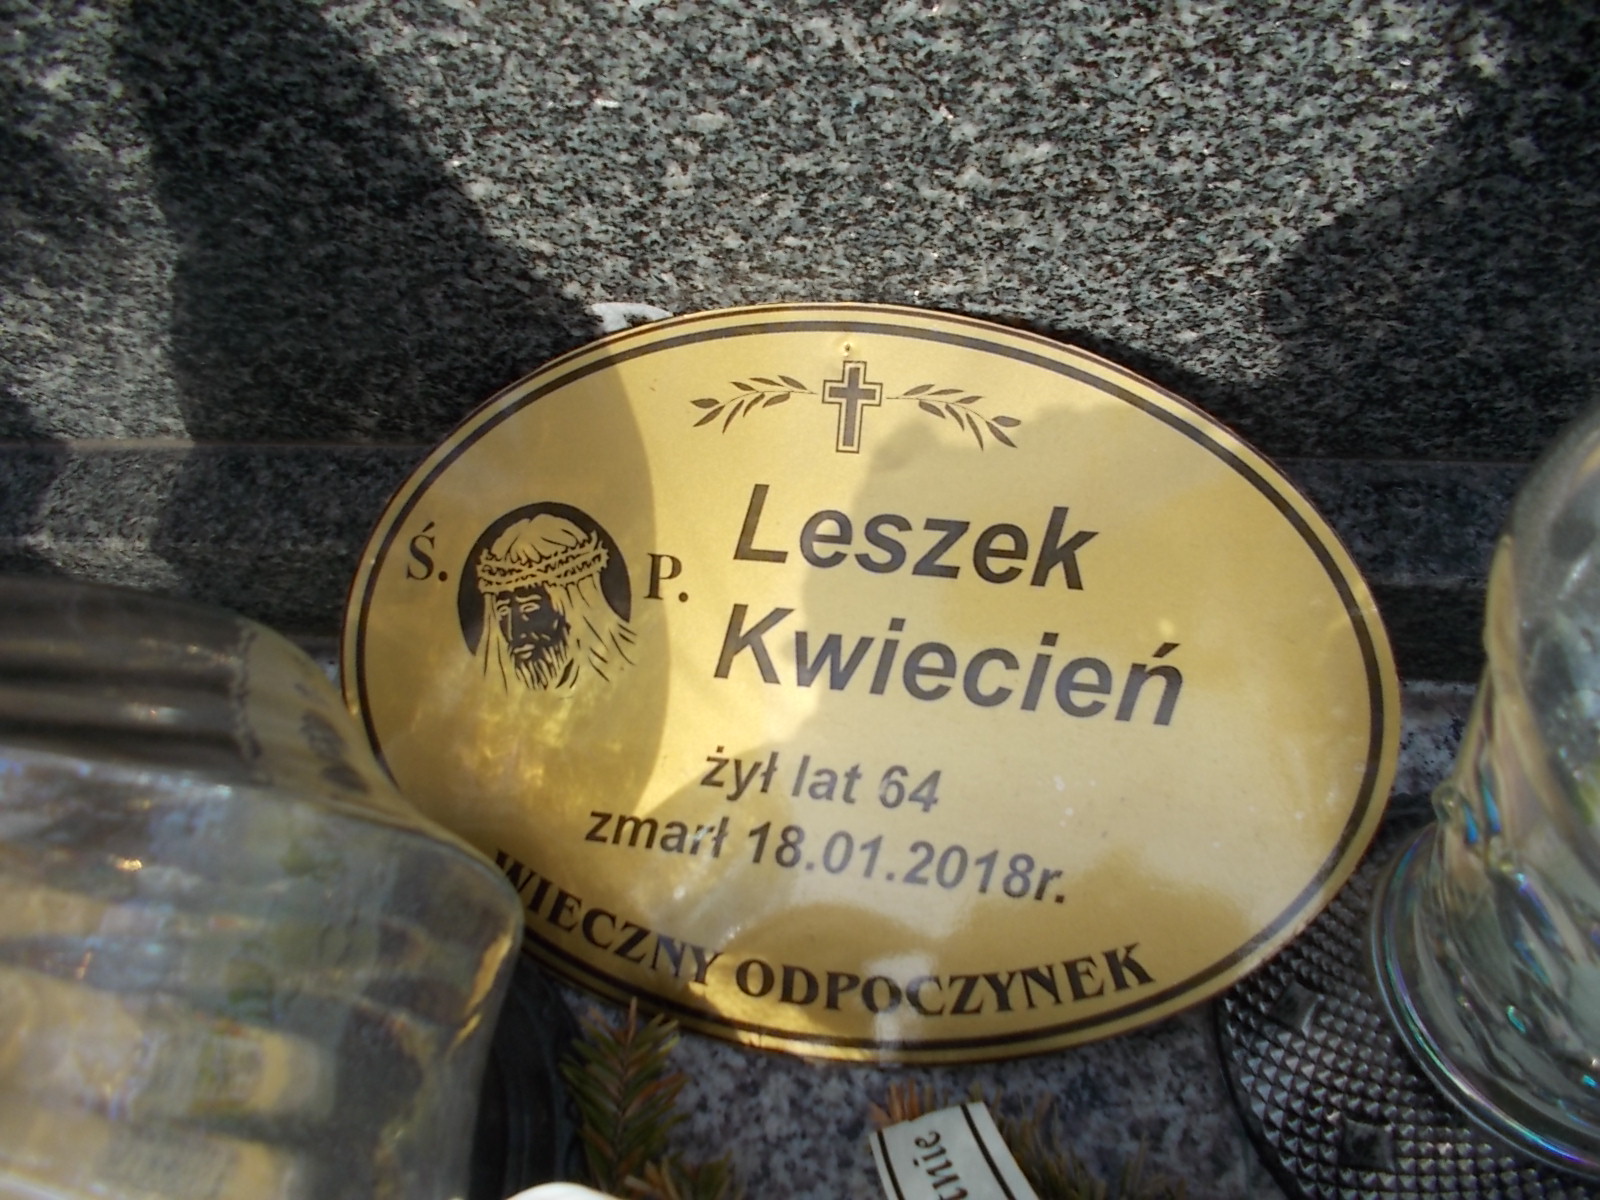 Ś. P.
Leszek
Kwiecień
żył lat 64
zmarł 18.01.2018r.
WIECZNY ODPOCZYNEK